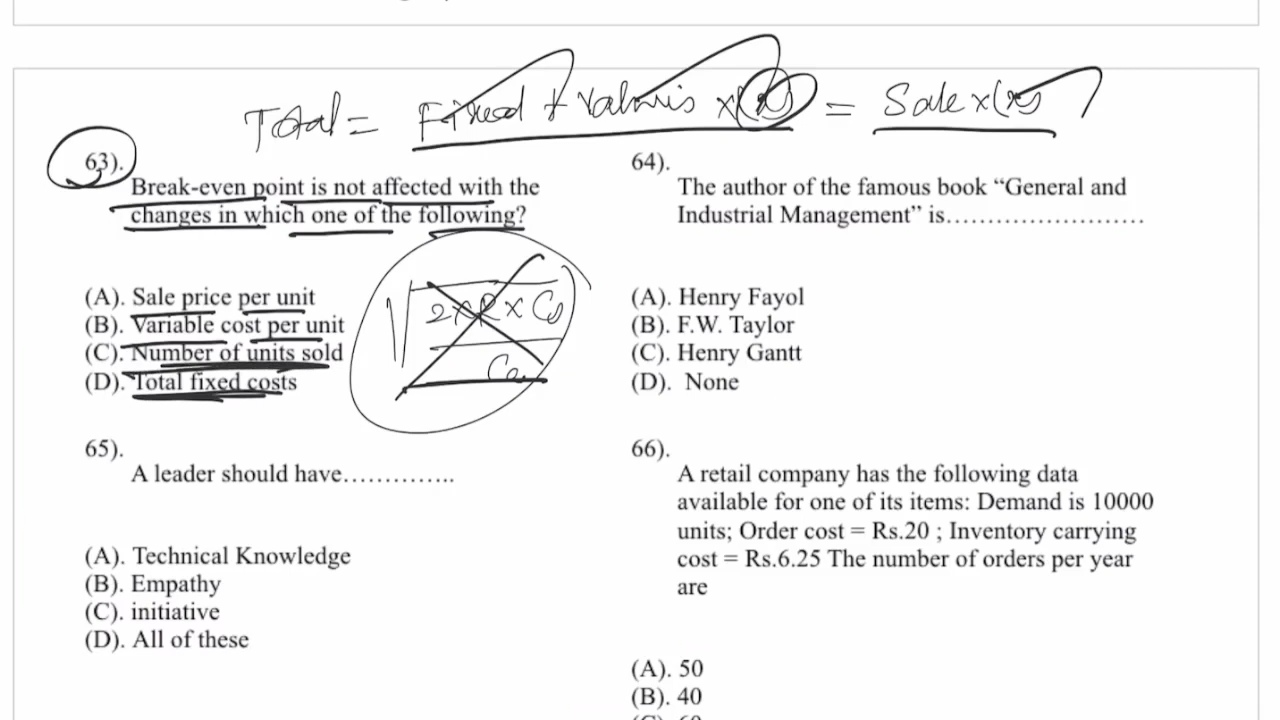 Total = Fixed + Variable x(x) = Sale x(x)
63).
Break-even point is not affected with the
changes in which one of the following?
(A). Sale price per unit
(B). Variable cost per unit
(C). Number of units sold
(D). Total fixed costs
64).
The author of the famous book “General and
Industrial Management” is……………………
(A). Henry Fayol
(B). F.W. Taylor
(C). Henry Gantt
(D). None
65).
A leader should have…………..
(A). Technical Knowledge
(B). Empathy
(C). initiative
(D). All of these
66).
A retail company has the following data
available for one of its items: Demand is 10000
units; Order cost = Rs.20 ; Inventory carrying
cost = Rs.6.25 The number of orders per year
are
(A). 50
(B). 40